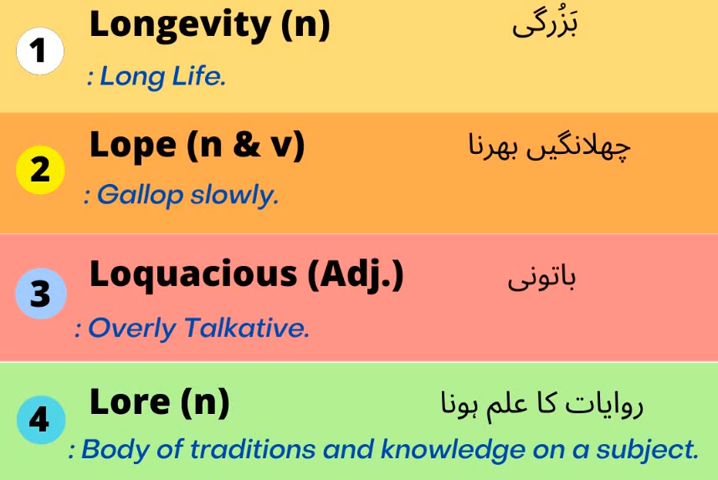 1 Longevity (n) بَزُرگی
: Long Life.
2 Lope (n & v) چھلانگیں بھرنا
: Gallop slowly.
3 Loquacious (Adj.) باتونی
: Overly Talkative.
4 Lore (n) روایات کا علم ہونا
: Body of traditions and knowledge on a subject.